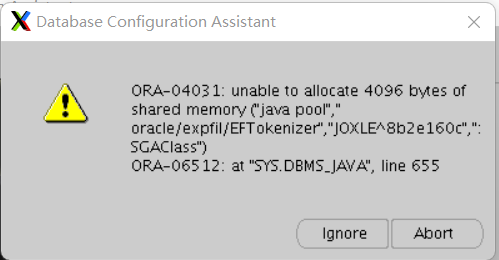 Database Configuration Assistant
ORA-04031: unable to allocate 4096 bytes of
shared memory ("java pool","
oracle/expfil/EFTokenizer","JOXLE^8b2e160c",":
SGAClass")
ORA-06512: at "SYS.DBMS_JAVA", line 655
Ignore
Abort